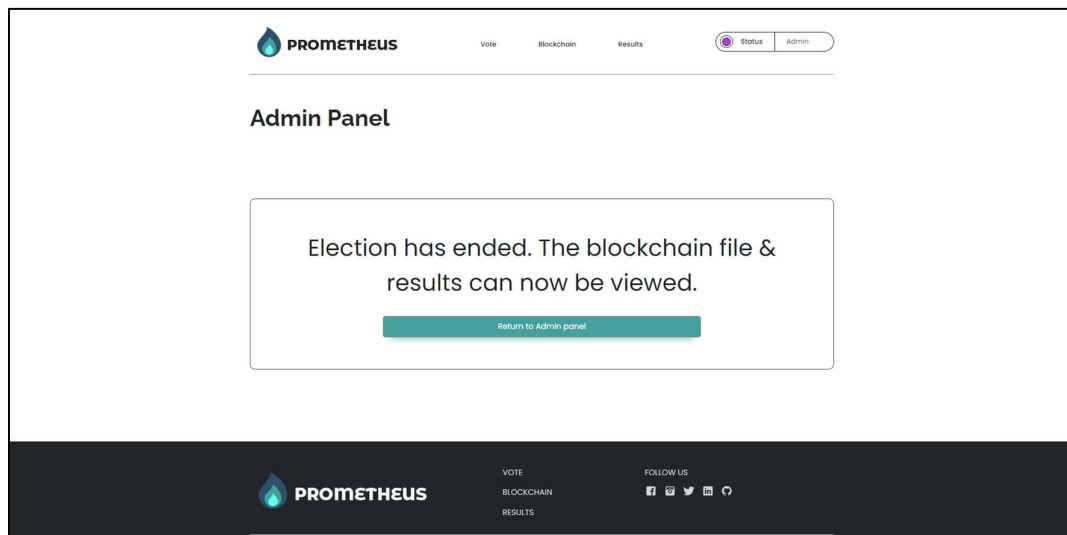 PROMETHEUS
Vote
Blockchain
Results
Status
Admin
Admin Panel
Election has ended. The blockchain file &
results can now be viewed.
Return to Admin panel
PROMETHEUS
VOTE
BLOCKCHAIN
RESULTS
FOLLOW US